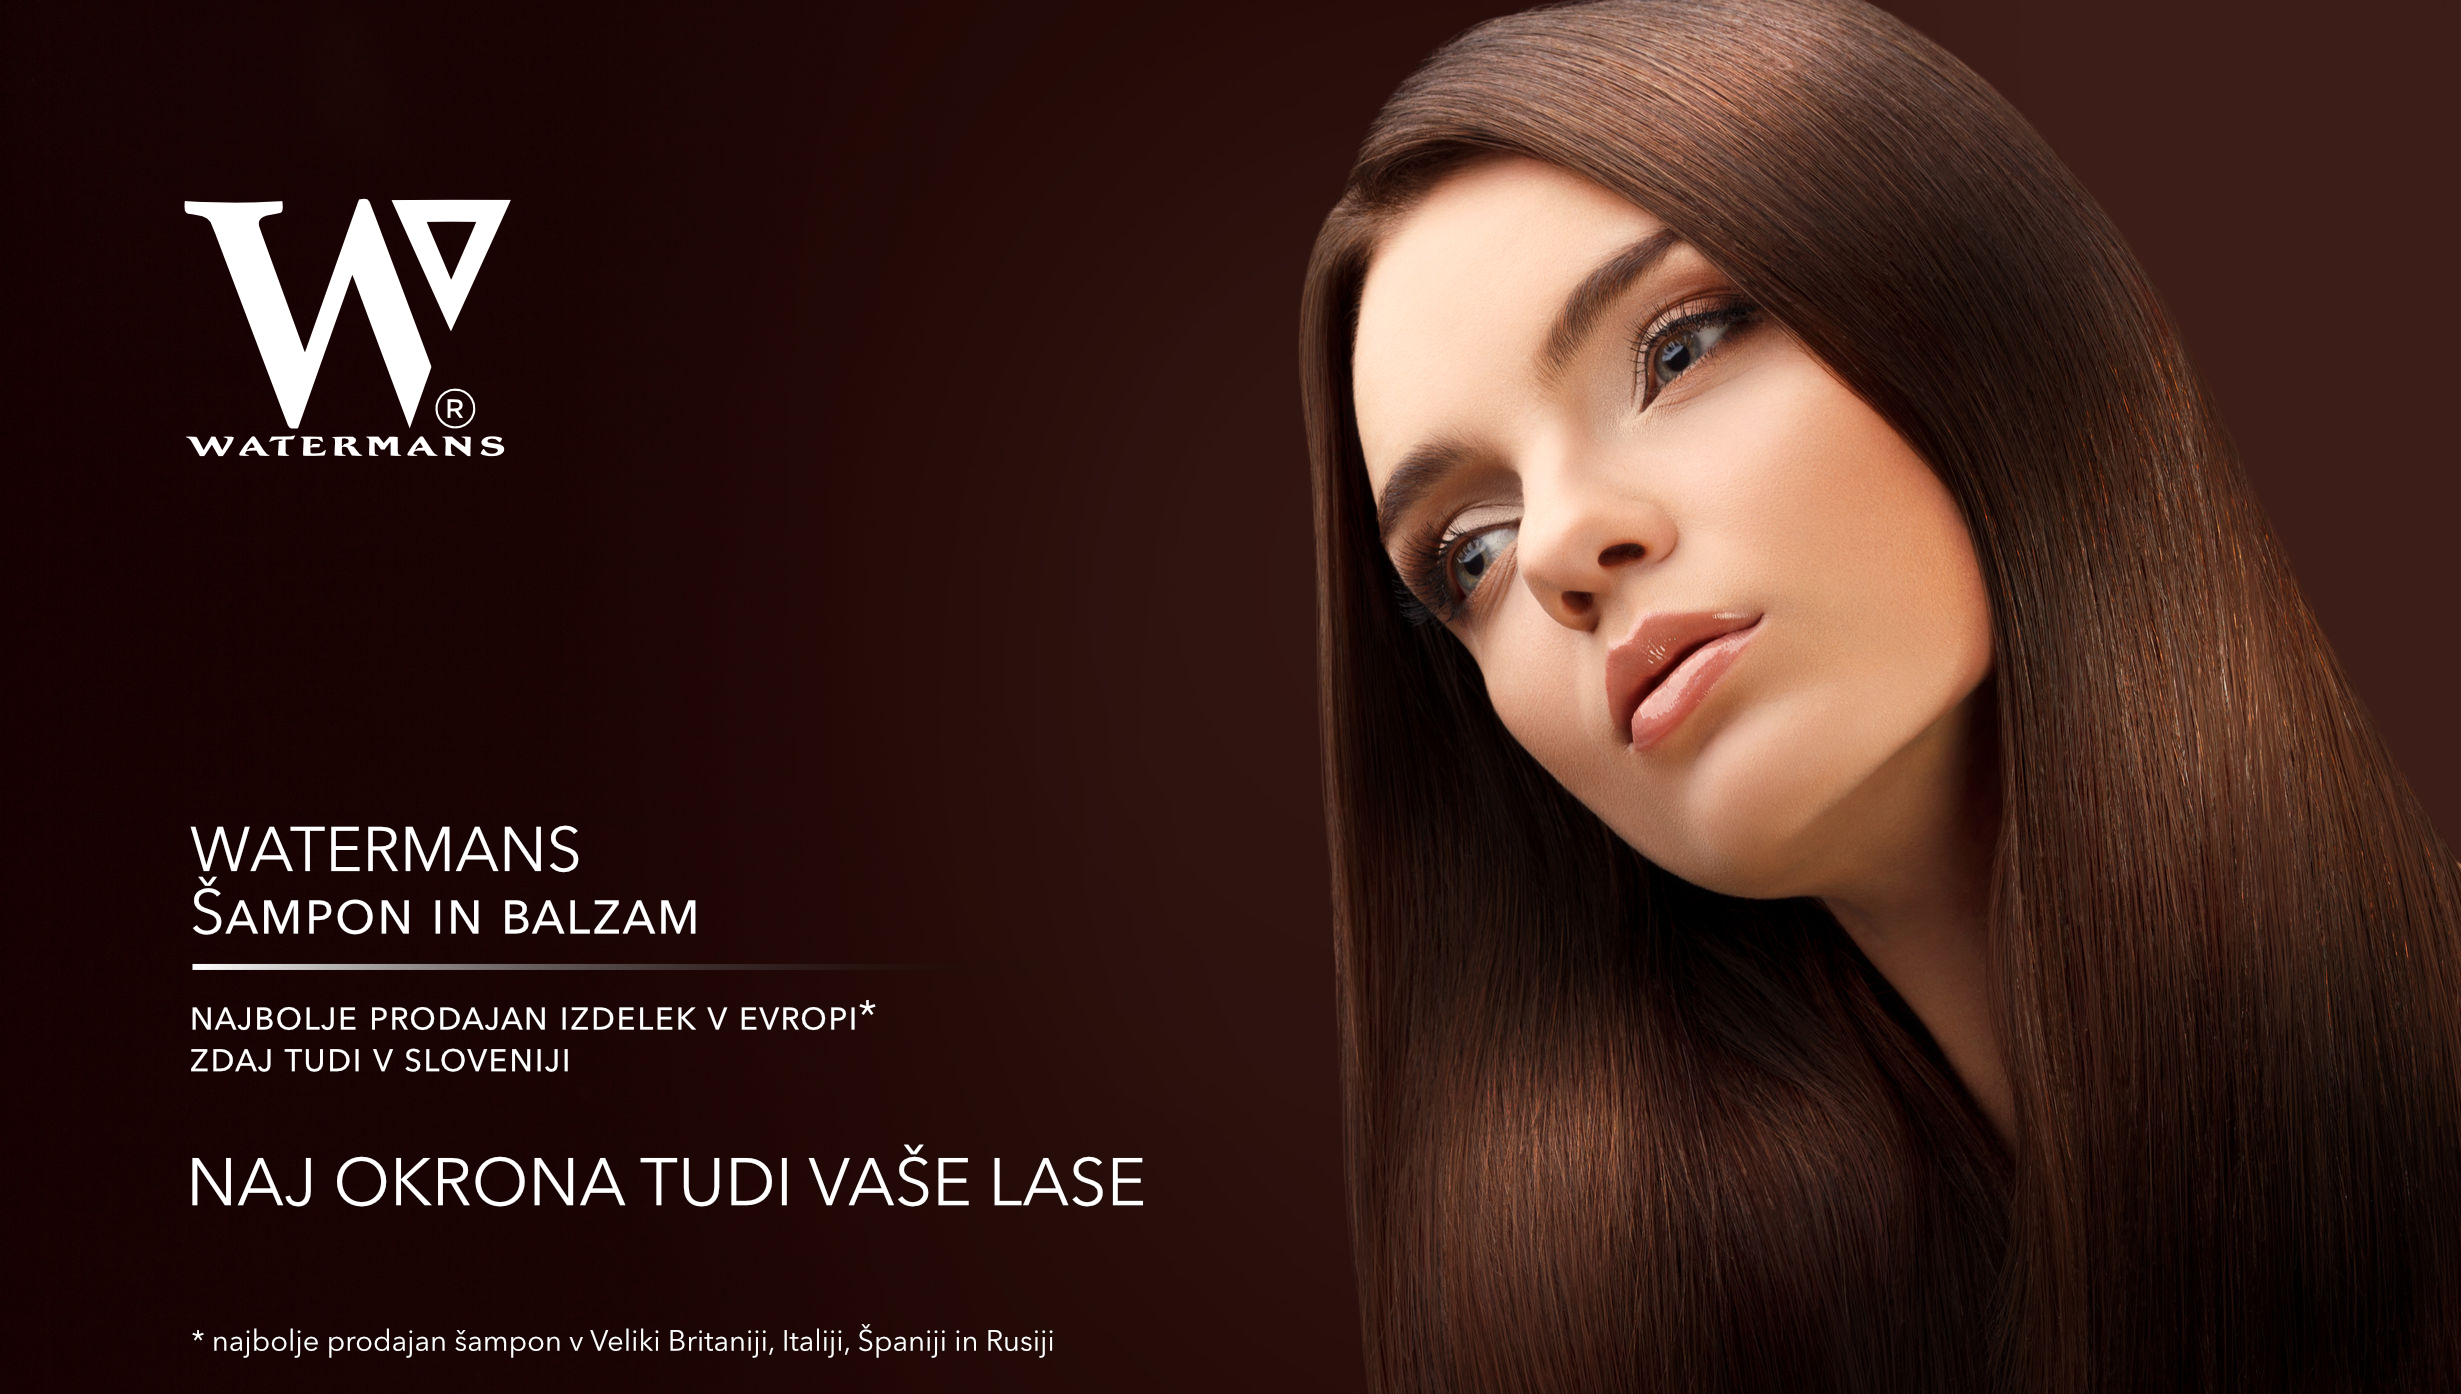 W®
WATERMANS
WATERMANS
ŠAMPON IN BALZAM
NAJBOLJE PRODAJAN IZDELEK V EVROPI*
ZDAJ TUDI V SLOVENIJI
NAJ OKRONA TUDI VAŠE LASE
* najbolje prodajan šampon v Veliki Britaniji, Italiji, Španiji in Rusiji